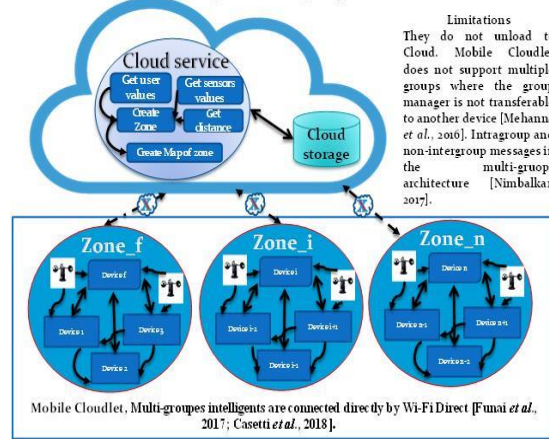 Limitations
They do not unload t
Cloud. Mobile Cloudle
does not support multipl
groups where the group
manager is not transferabl
to another device [Mehann
et al., 2016]. Intragroup and
non-intergroup messages in
the multi-gruop
architecture [Nimbalkar
2017].
Cloud service
Get user
values
Get sensors
values
Create
Zone
Get
distance
Create Map of zone
Cloud
storage
X
X
X
Zone_f
Device f
Device 1
Device 3
Device 2
Zone_i
Device i
Device i-2
Device i+1
Device i-1
Zone_n
Device n
Device n-1
Device n+1
Device n-2
Mobile Cloudlet, Multi-groupes intelligents are connected directly by Wi-Fi Direct [Funai et al.,
2017; Casetti et al., 2018].